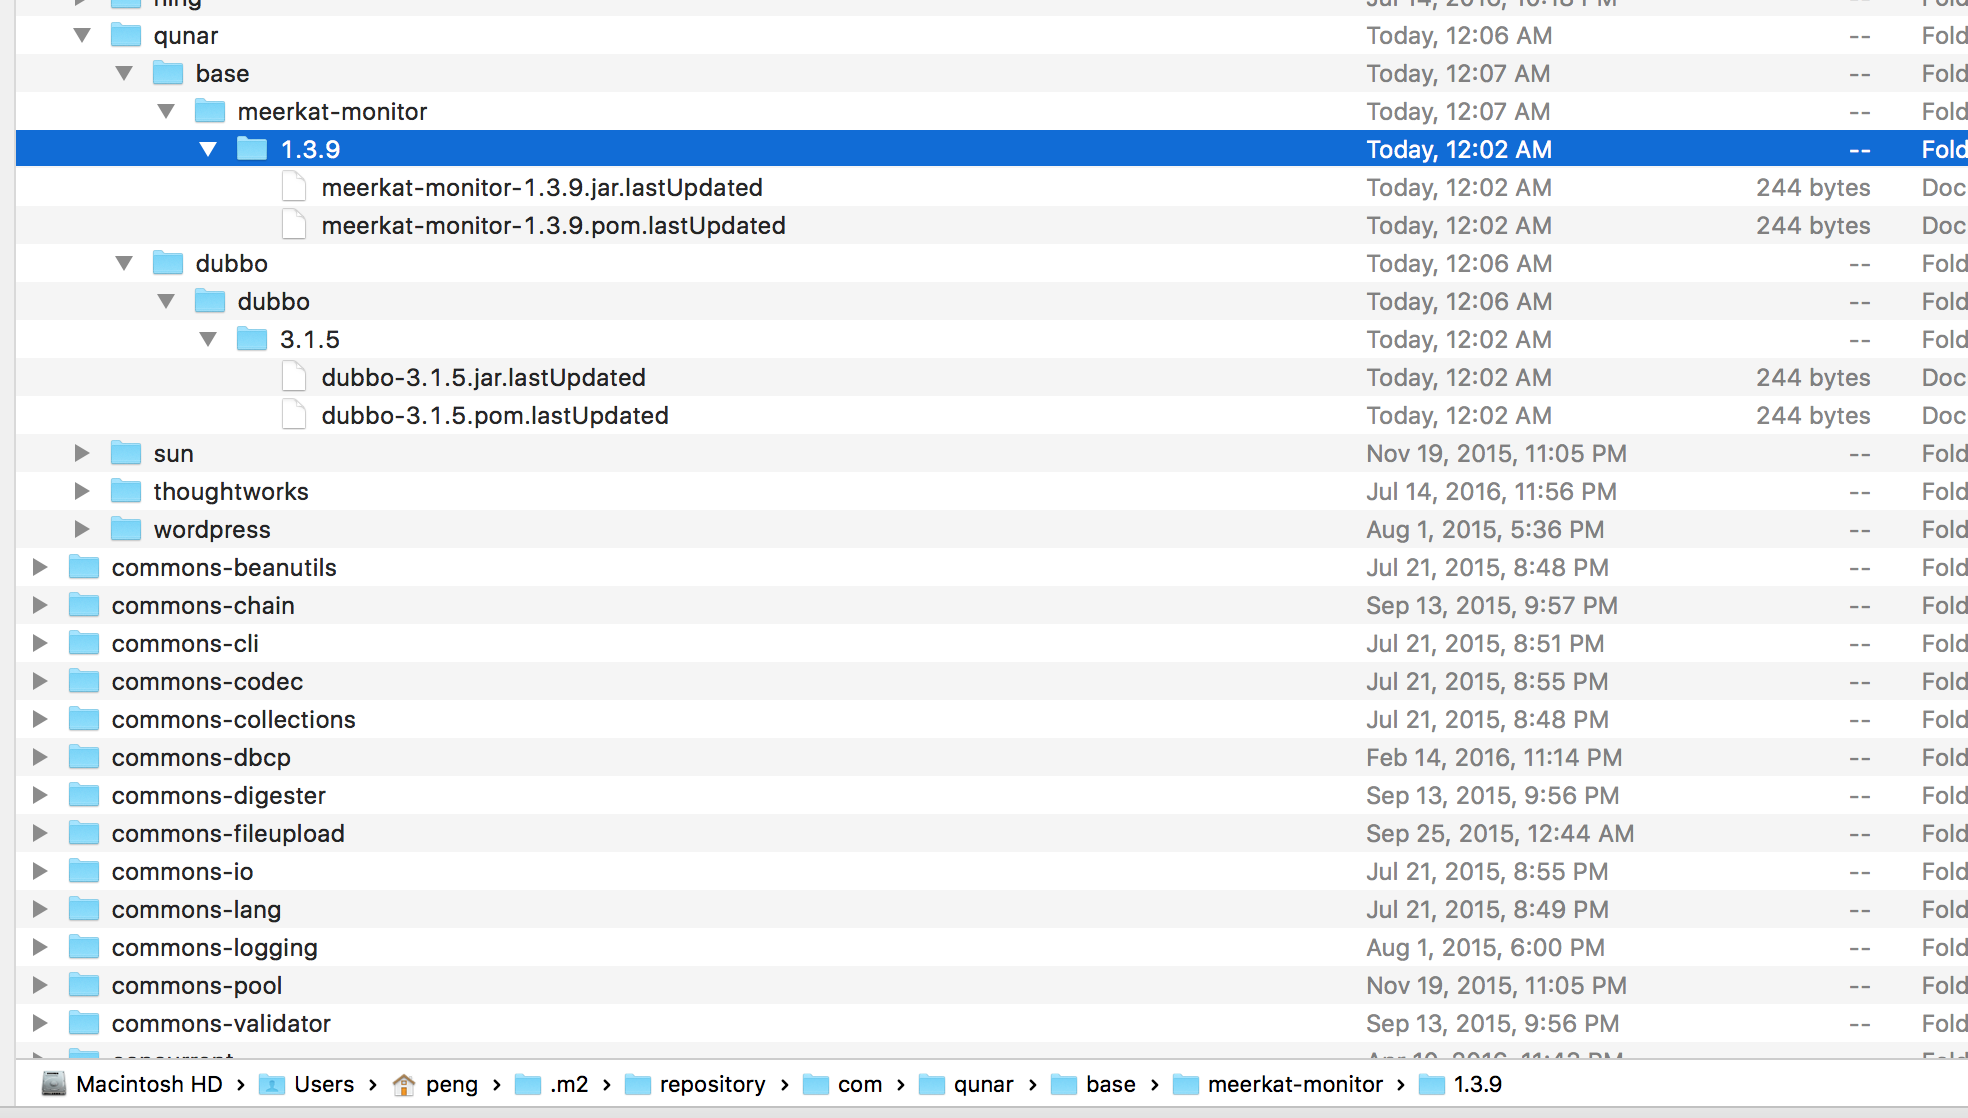 qunar Today, 12:06 AM -- Fold
base Today, 12:07 AM -- Fold
meerkat-monitor Today, 12:07 AM -- Fold
1.3.9 Today, 12:02 AM -- Fold
meerkat-monitor-1.3.9.jar.lastUpdated Today, 12:02 AM 244 bytes Doc
meerkat-monitor-1.3.9.pom.lastUpdated Today, 12:02 AM 244 bytes Doc
dubbo Today, 12:06 AM -- Fold
dubbo Today, 12:06 AM -- Fold
3.1.5 Today, 12:02 AM -- Fold
dubbo-3.1.5.jar.lastUpdated Today, 12:02 AM 244 bytes Doc
dubbo-3.1.5.pom.lastUpdated Today, 12:02 AM 244 bytes Doc
sun Nov 19, 2015, 11:05 PM -- Fold
thoughtworks Jul 14, 2016, 11:56 PM -- Fold
wordpress Aug 1, 2015, 5:36 PM -- Fold
commons-beanutils Jul 21, 2015, 8:48 PM -- Fold
commons-chain Sep 13, 2015, 9:57 PM -- Fold
commons-cli Jul 21, 2015, 8:51 PM -- Fold
commons-codec Jul 21, 2015, 8:55 PM -- Fold
commons-collections Jul 21, 2015, 8:48 PM -- Fold
commons-dbcp Feb 14, 2016, 11:14 PM -- Fold
commons-digester Sep 13, 2015, 9:56 PM -- Fold
commons-fileupload Sep 25, 2015, 12:44 AM -- Fold
commons-io Jul 21, 2015, 8:55 PM -- Fold
commons-lang Jul 21, 2015, 8:49 PM -- Fold
commons-logging Aug 1, 2015, 6:00 PM -- Fold
commons-pool Nov 19, 2015, 11:05 PM -- Fold
commons-validator Sep 13, 2015, 9:56 PM -- Fold
Macintosh HD › Users › peng › .m2 › repository › com › qunar › base › meerkat-monitor › 1.3.9